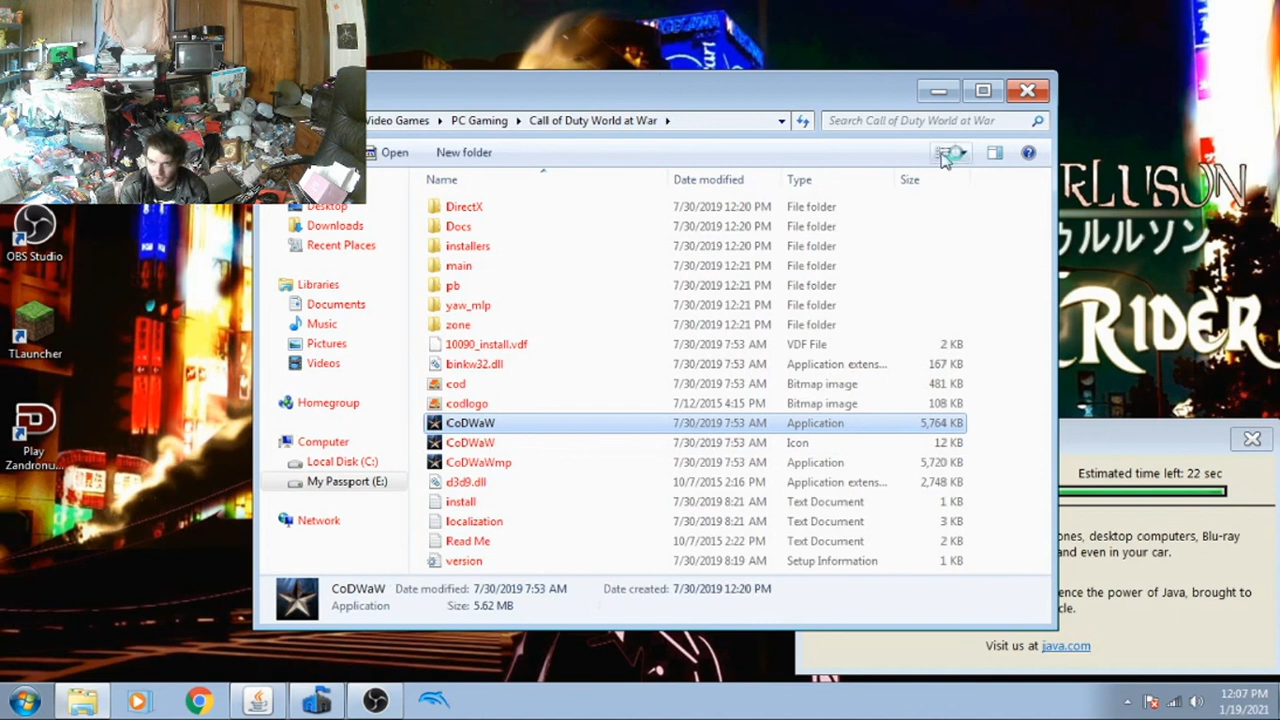 Video Games
PC Gaming
Call of Duty World at War
Search Call of Duty World at War
Open
New folder
Name
Date modified
Type
Size
Desktop
Downloads
Recent Places
Libraries
Documents
Music
Pictures
Videos
Homegroup
Computer
Local Disk (C:)
My Passport (E:)
Network
DirectX 7/30/2019 12:20 PM File folder
Docs 7/30/2019 12:20 PM File folder
installers 7/30/2019 12:20 PM File folder
main 7/30/2019 12:21 PM File folder
pb 7/30/2019 12:21 PM File folder
yaw_mlp 7/30/2019 12:21 PM File folder
zone 7/30/2019 12:21 PM File folder
10090_install.vdf 7/30/2019 7:53 AM VDF File 2 KB
binkw32.dll 7/30/2019 7:53 AM Application extens... 167 KB
cod 7/30/2019 7:53 AM Bitmap image 481 KB
codlogo 7/12/2015 4:15 PM Bitmap image 108 KB
CoDWaW 7/30/2019 7:53 AM Application 5,764 KB
CoDWaW 7/30/2019 7:53 AM Icon 12 KB
CoDWaWmp 7/30/2019 7:53 AM Application 5,720 KB
d3d9.dll 10/7/2015 2:16 PM Application extens... 2,748 KB
install 7/30/2019 8:21 AM Text Document 1 KB
localization 7/30/2019 8:21 AM Text Document 3 KB
Read Me 10/7/2015 2:22 PM Text Document 2 KB
version 7/30/2019 8:19 AM Setup Information 1 KB
CoDWaW Date modified: 7/30/2019 7:53 AM Date created: 7/30/2019 12:20 PM
Application Size: 5.62 MB
OBS Studio
TLauncher
Play
Zandronu...
RLUSON
ゥルルソン
RIDER
Estimated time left: 22 sec
ones, desktop computers, Blu-ray
and even in your car.
ence the power of Java, brought to
cle.
Visit us at java.com
12:07 PM
1/19/2021